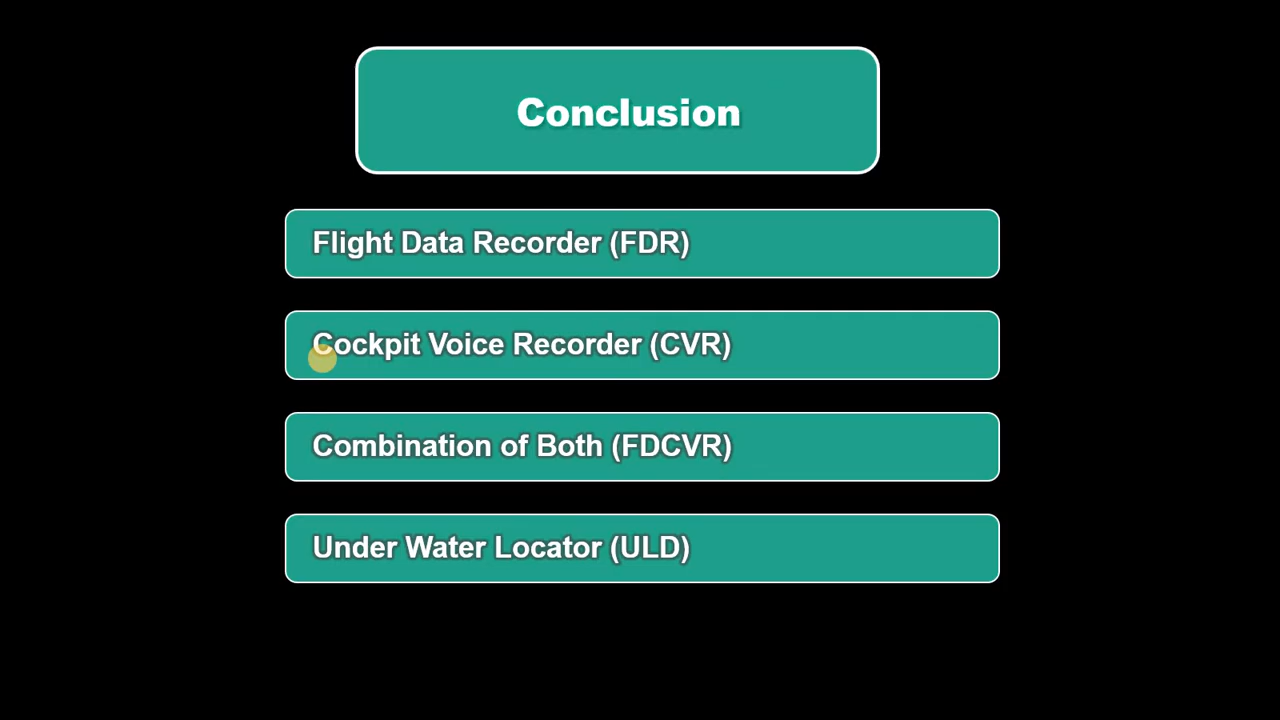 Conclusion
Flight Data Recorder (FDR)
Cockpit Voice Recorder (CVR)
Combination of Both (FDCVR)
Under Water Locator (ULD)